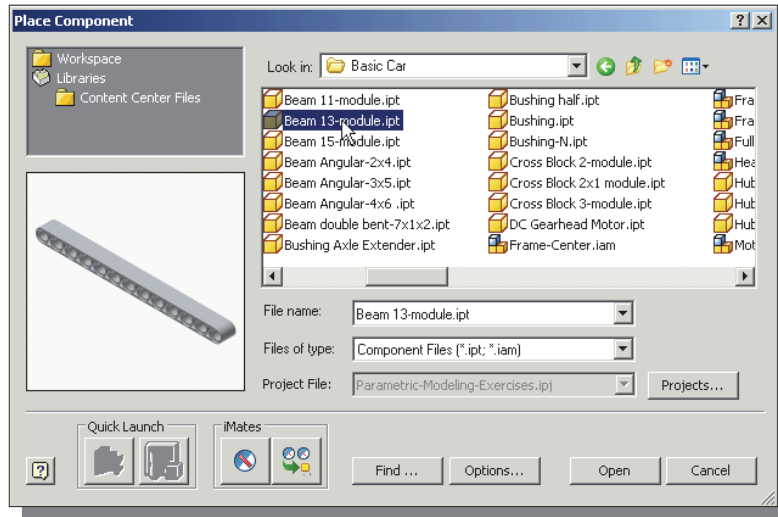 Place Component
Workspace
Libraries
Content Center Files
Look in: Basic Car
Beam 11-module.ipt
Beam 13-module.ipt
Beam 15-module.ipt
Beam Angular-2x4.ipt
Beam Angular-3x5.ipt
Beam Angular-4x6 .ipt
Beam double bent-7x1x2.ipt
Bushing Axle Extender.ipt
Bushing half.ipt
Bushing.ipt
Bushing-N.ipt
Cross Block 2-module.ipt
Cross Block 2x1 module.ipt
Cross Block 3-module.ipt
DC Gearhead Motor.ipt
Frame-Center.iam
Fra
Fra
Full
Hea
Hub
Hub
Hut
Mot
File name: Beam 13-module.ipt
Files of type: Component Files (*.ipt; *.iam)
Project File: Parametric-Modeling-Exercises.ipj Projects...
Quick Launch iMates
Find ... Options... Open Cancel